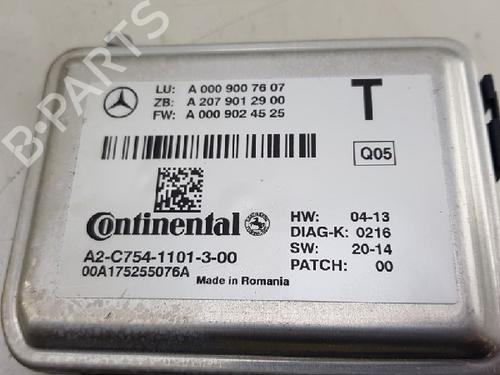 LU: A 000 900 76 07
ZB: A 207 901 29 00
FW: A 000 902 45 25
T
Q05
Continental
HW: 04-13
DIAG-K: 0216
SW: 20-14
PATCH: 00
A2-C754-1101-3-00
00A175255076A
Made in Romania
B-PARTS